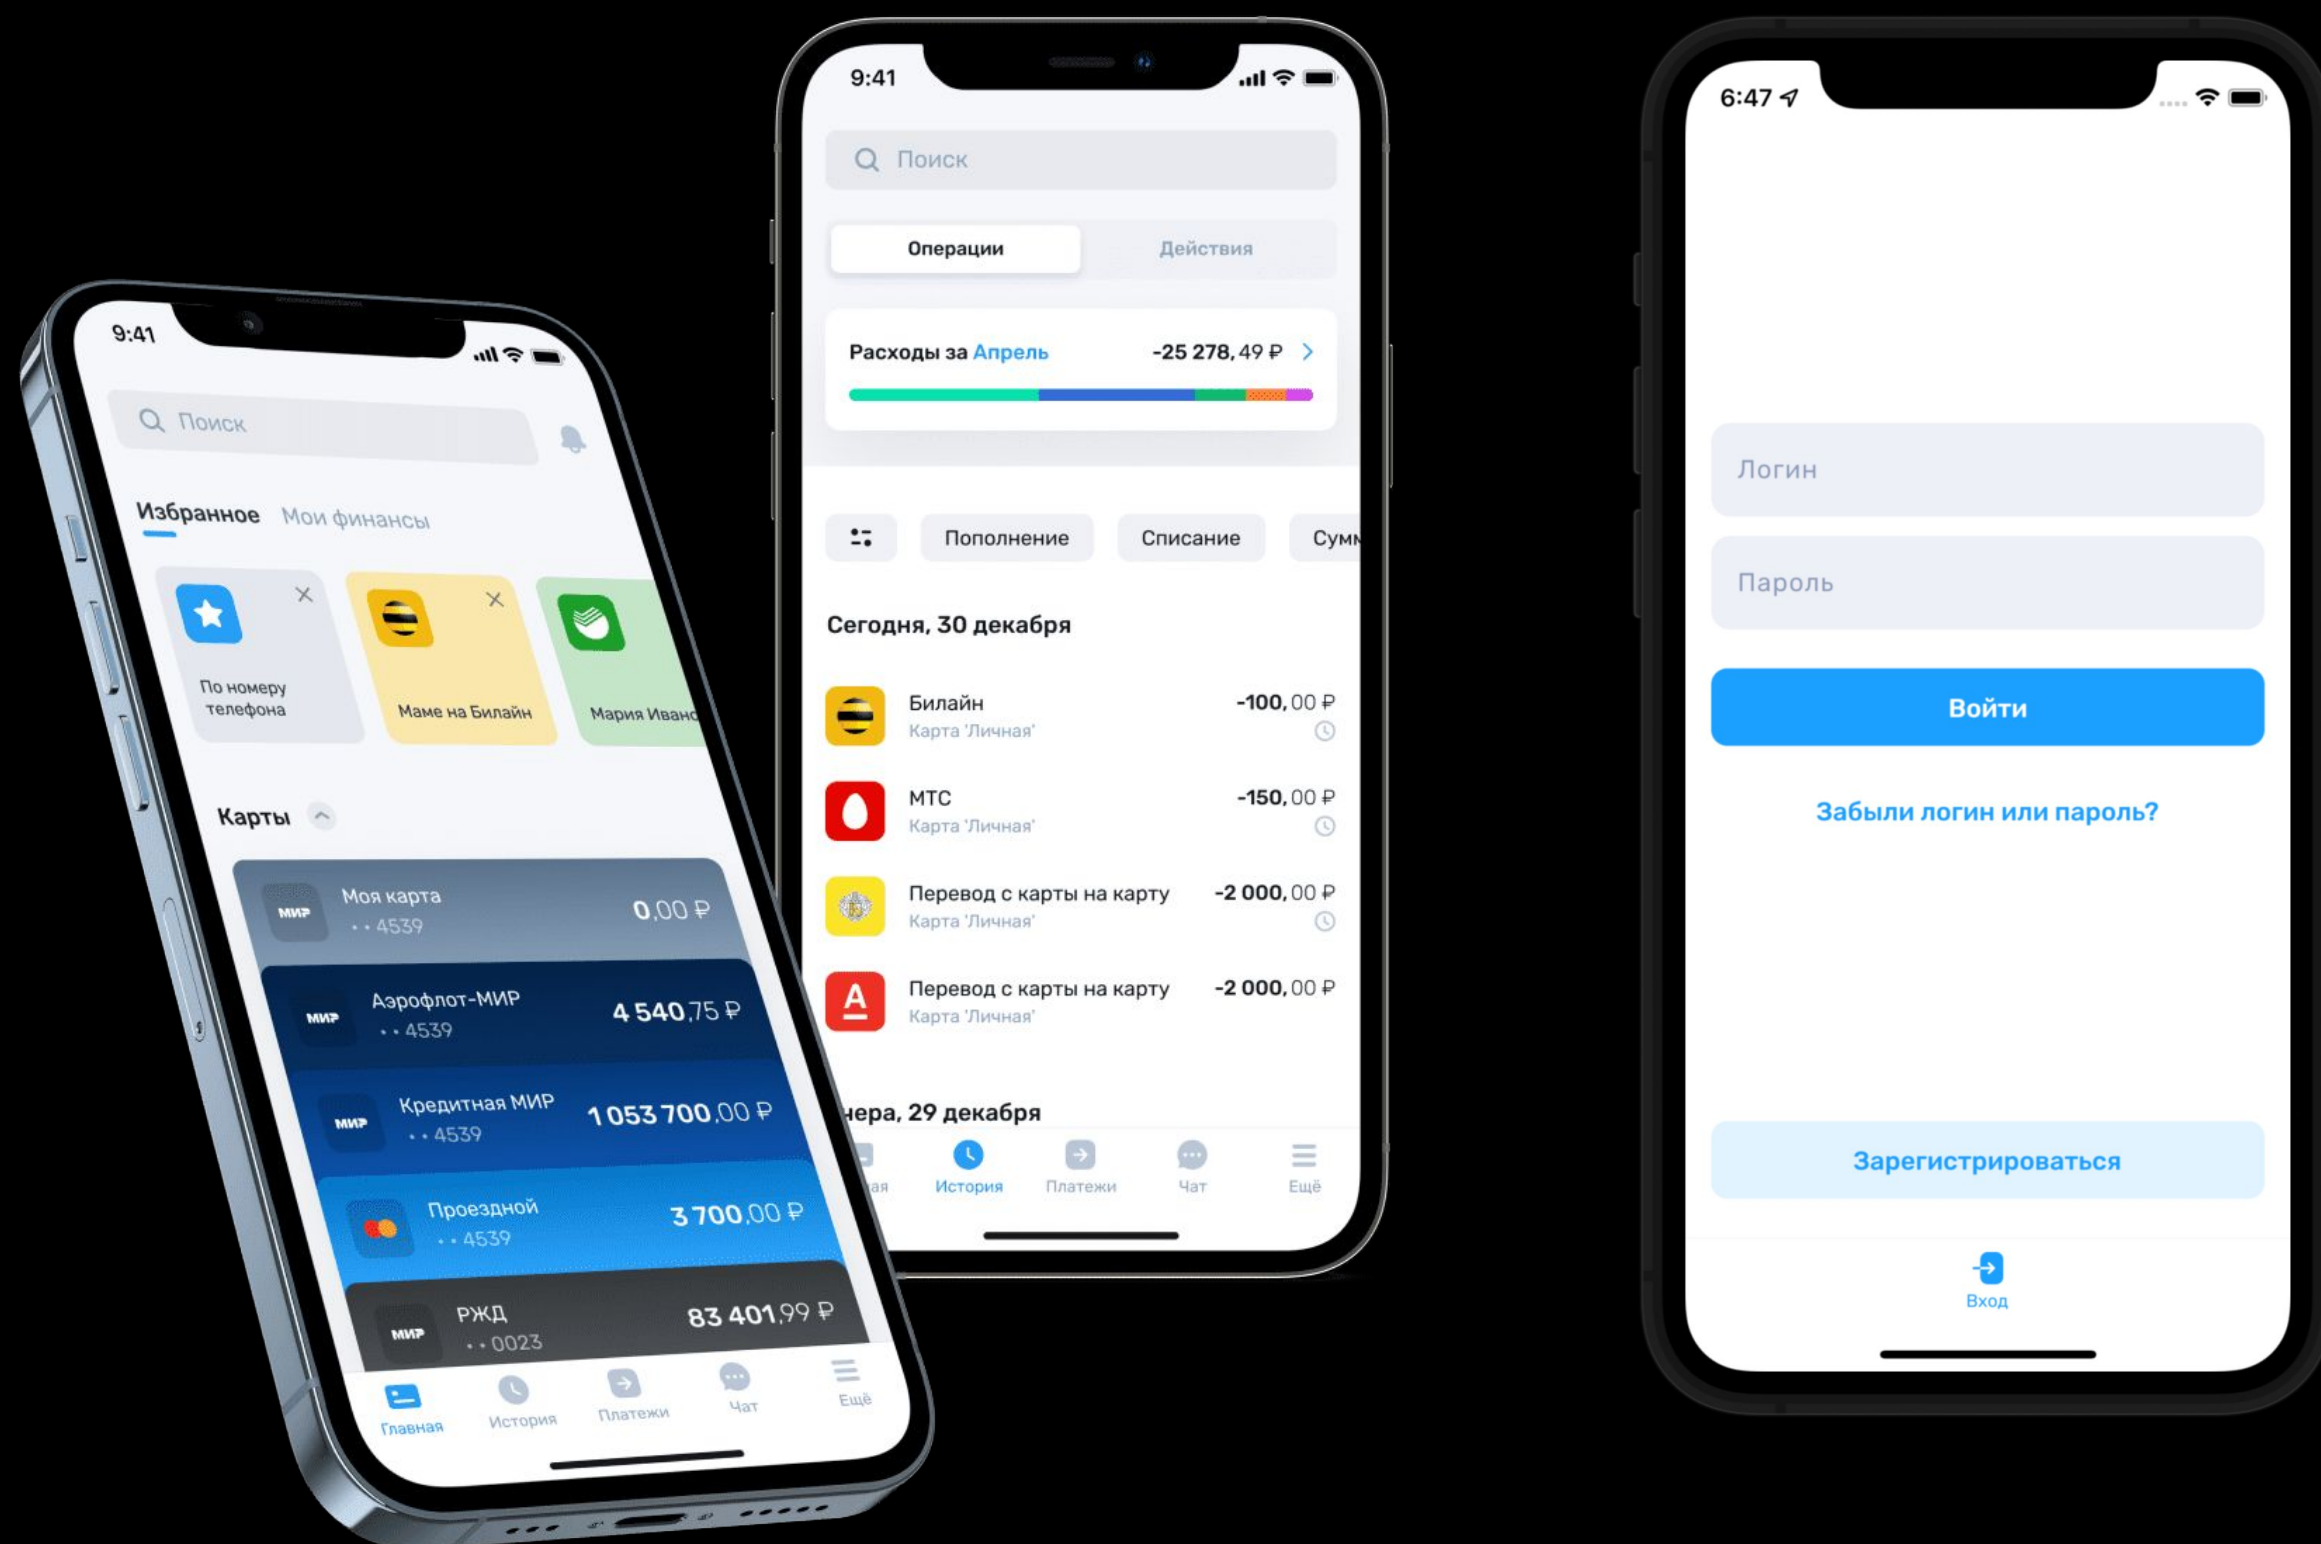 9:41
Поиск
Избранное Мои финансы
По номеру
телефона
Маме на Билайн
Мария Ивано
Карты
МИР
Моя карта
•• 4539
0,00 ₽
МИР
Аэрофлот-МИР
•• 4539
4 540,75 ₽
МИР
Кредитная МИР
•• 4539
1 053 700,00 ₽
Проездной
•• 4539
3 700,00 ₽
МИР
РЖД
•• 0023
83 401,99 ₽
Главная История Платежи Чат Ещё
9:41
Поиск
Операции Действия
Расходы за Апрель -25 278,49 ₽
Пополнение Списание Сумм
Сегодня, 30 декабря
Билайн -100,00 ₽
Карта 'Личная'
МТС -150,00 ₽
Карта 'Личная'
Перевод с карты на карту -2 000,00 ₽
Карта 'Личная'
А
Перевод с карты на карту -2 000,00 ₽
Карта 'Личная'
чера, 29 декабря
ая История Платежи Чат Ещё
6:47
Логин
Пароль
Войти
Забыли логин или пароль?
Зарегистрироваться
Вход